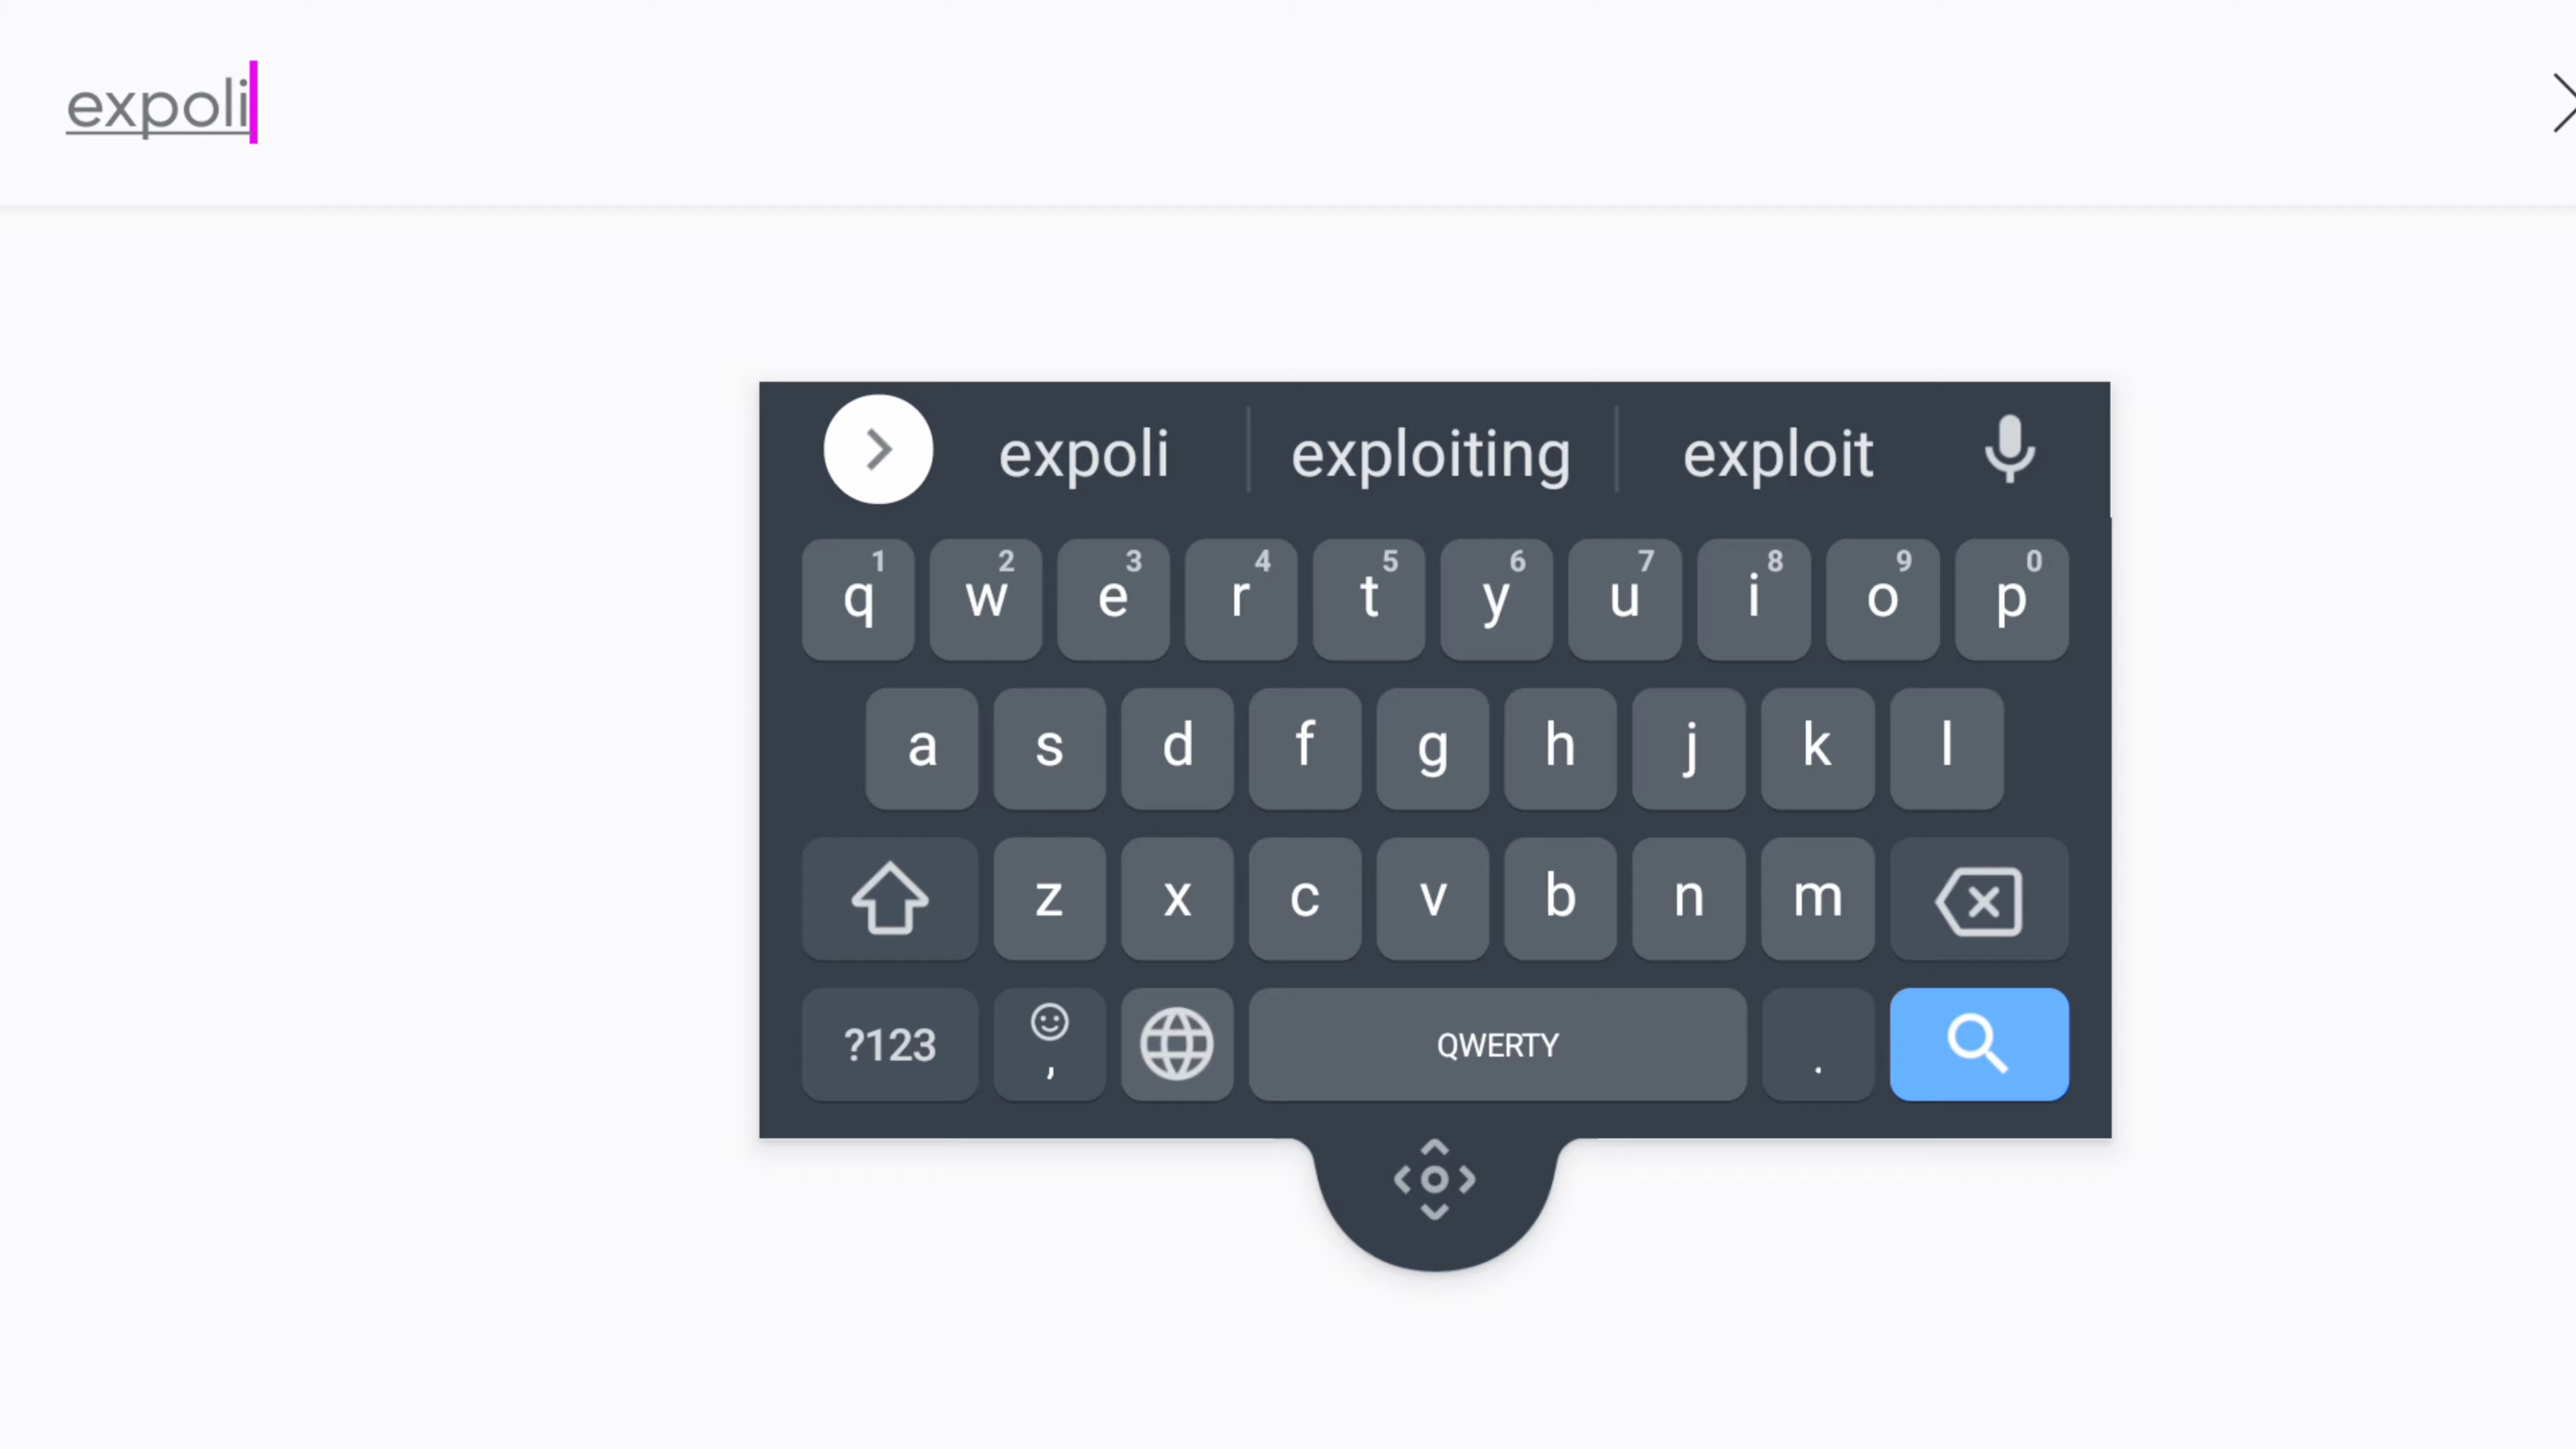 expoli
expoli exploiting exploit
q 1 w 2 e 3 r 4 t 5 y 6 u 7 i 8 o 9 p 0
a s d f g h j k l
z x c v b n m
?123 , QWERTY .